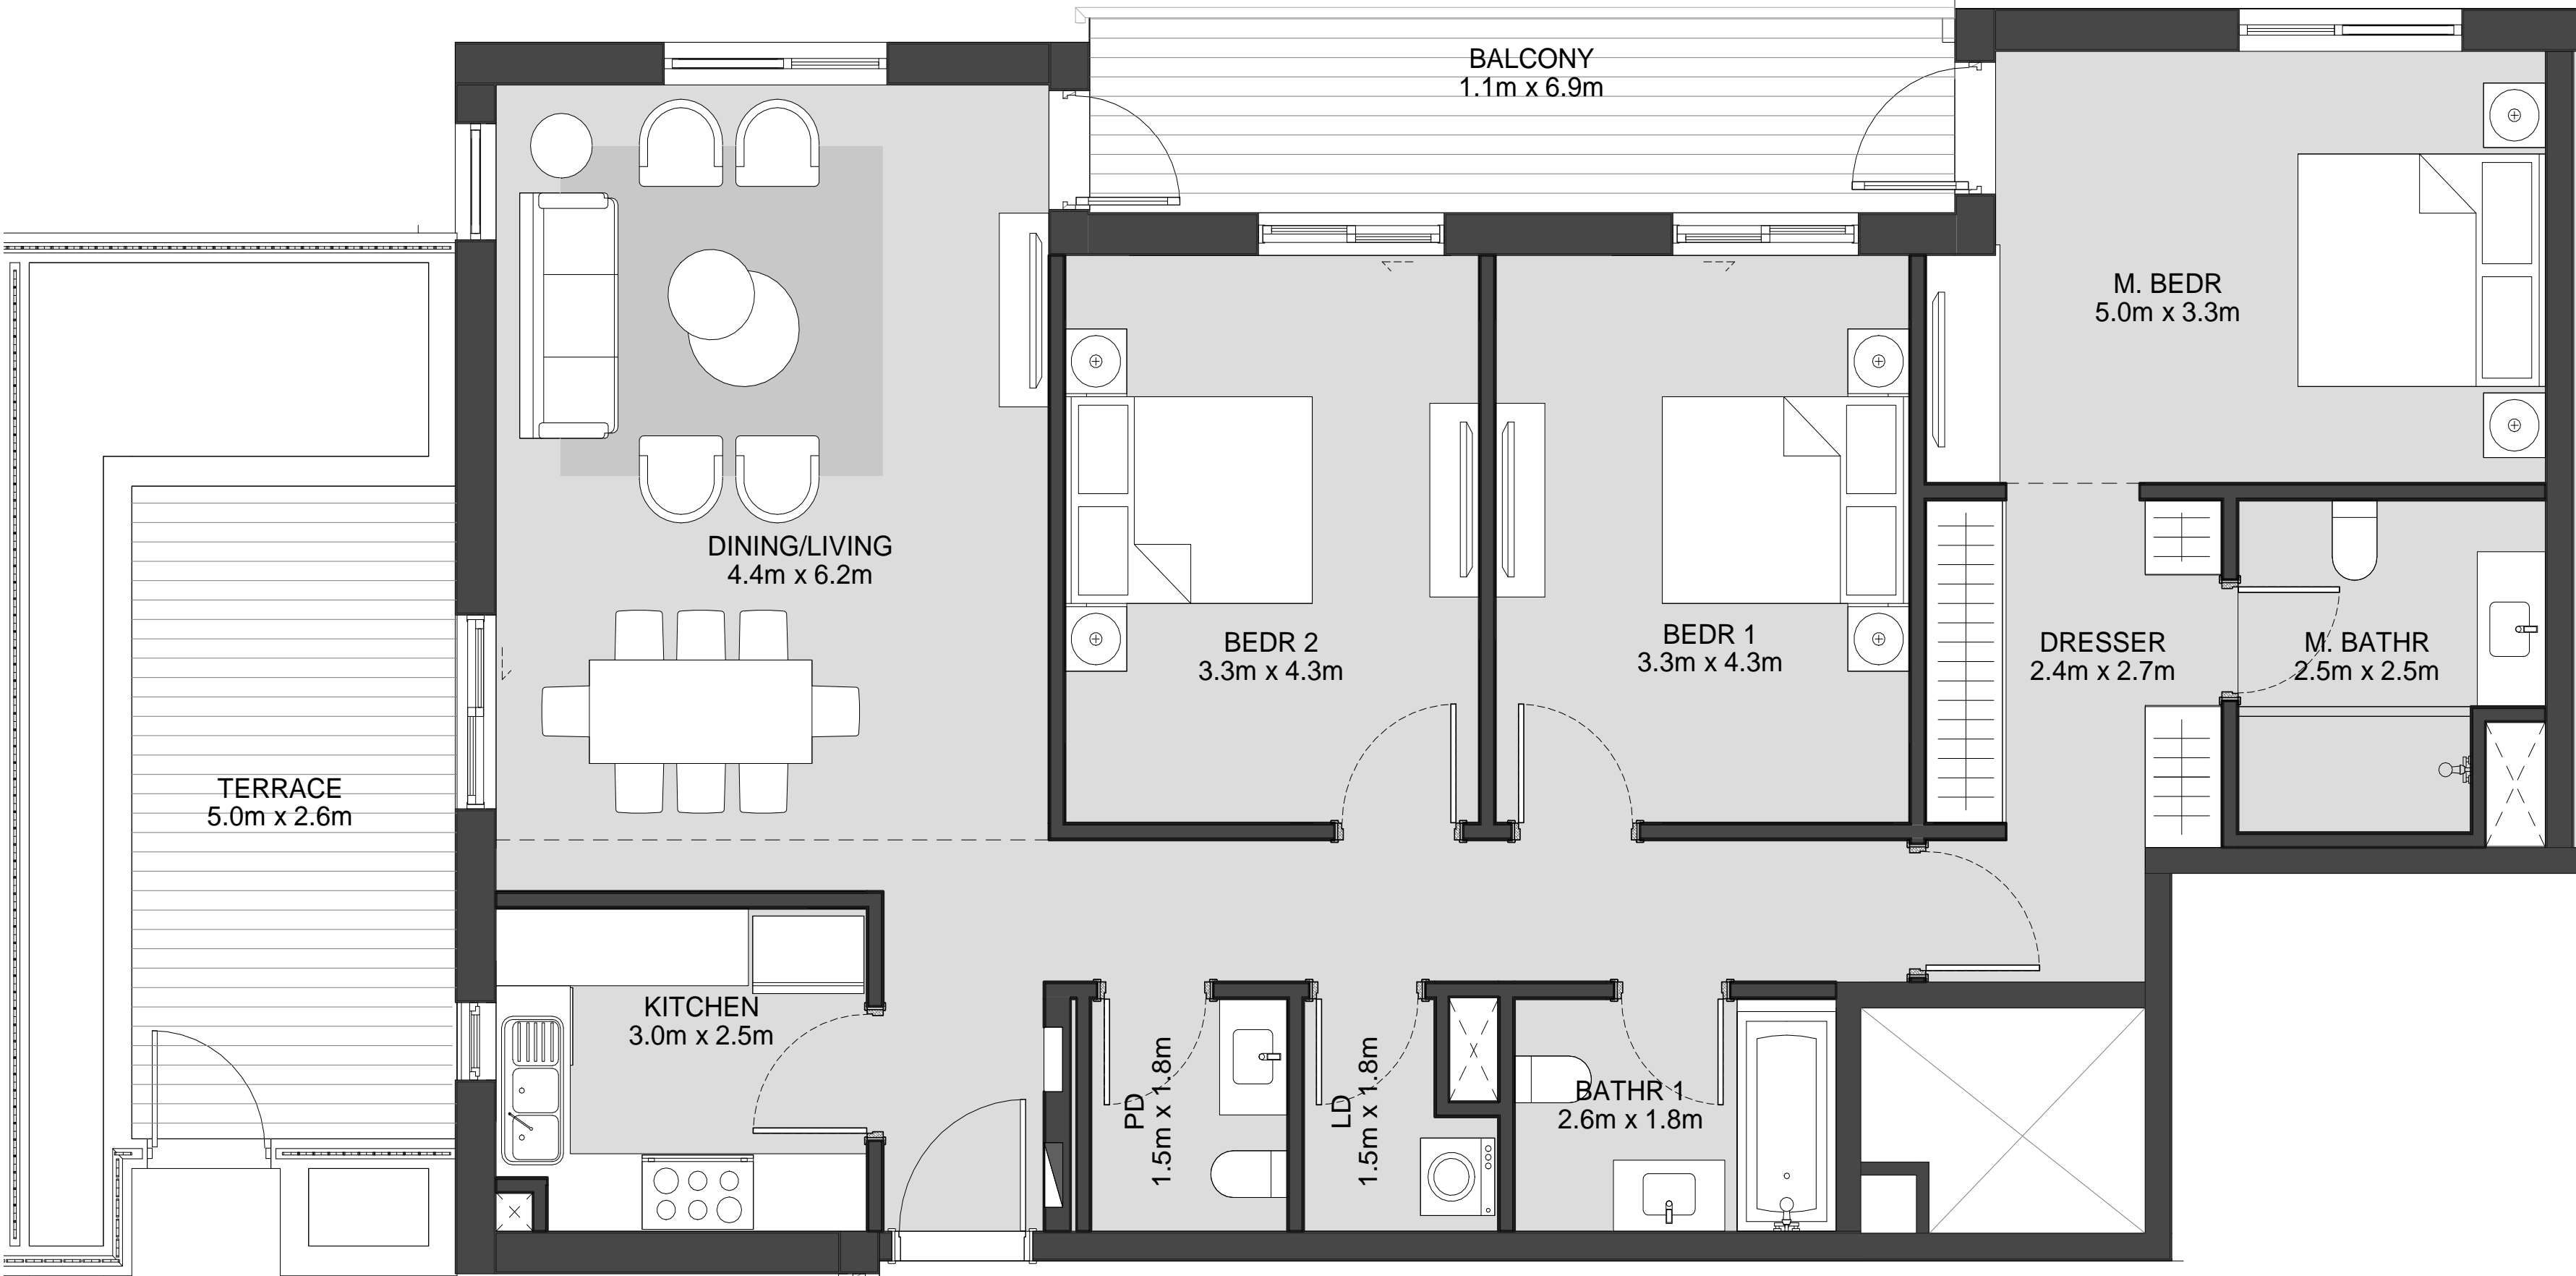 BALCONY
1.1m x 6.9m
M. BEDR
5.0m x 3.3m
DINING/LIVING
4.4m x 6.2m
BEDR 2
3.3m x 4.3m
BEDR 1
3.3m x 4.3m
DRESSER
2.4m x 2.7m
M. BATHR
2.5m x 2.5m
TERRACE
5.0m x 2.6m
KITCHEN
3.0m x 2.5m
PD
1.5m x 1.8m
LD
1.5m x 1.8m
BATHR 1
2.6m x 1.8m